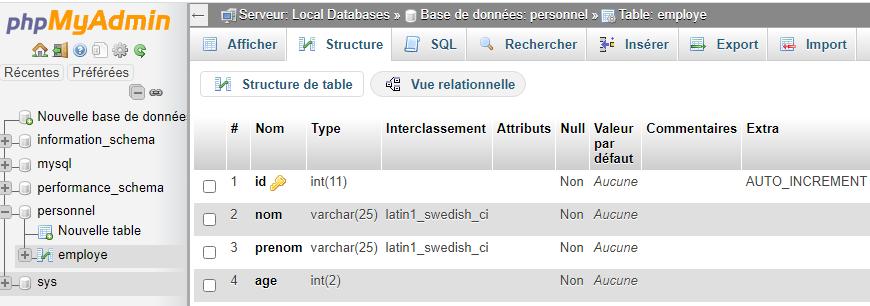 phpMyAdmin
Récentes Préférées
Nouvelle base de donnée
information_schema
mysql
performance_schema
personnel
Nouvelle table
employe
sys
Serveur: Local Databases » Base de données: personnel » Table: employe
Afficher Structure SQL Rechercher Insérer Export Import
Structure de table Vue relationnelle
# Nom Type Interclassement Attributs Null Valeur par défaut Commentaires Extra
1 id int(11) Non Aucune AUTO_INCREMENT
2 nom varchar(25) latin1_swedish_ci Non Aucune
3 prenom varchar(25) latin1_swedish_ci Non Aucune
4 age int(2) Non Aucune